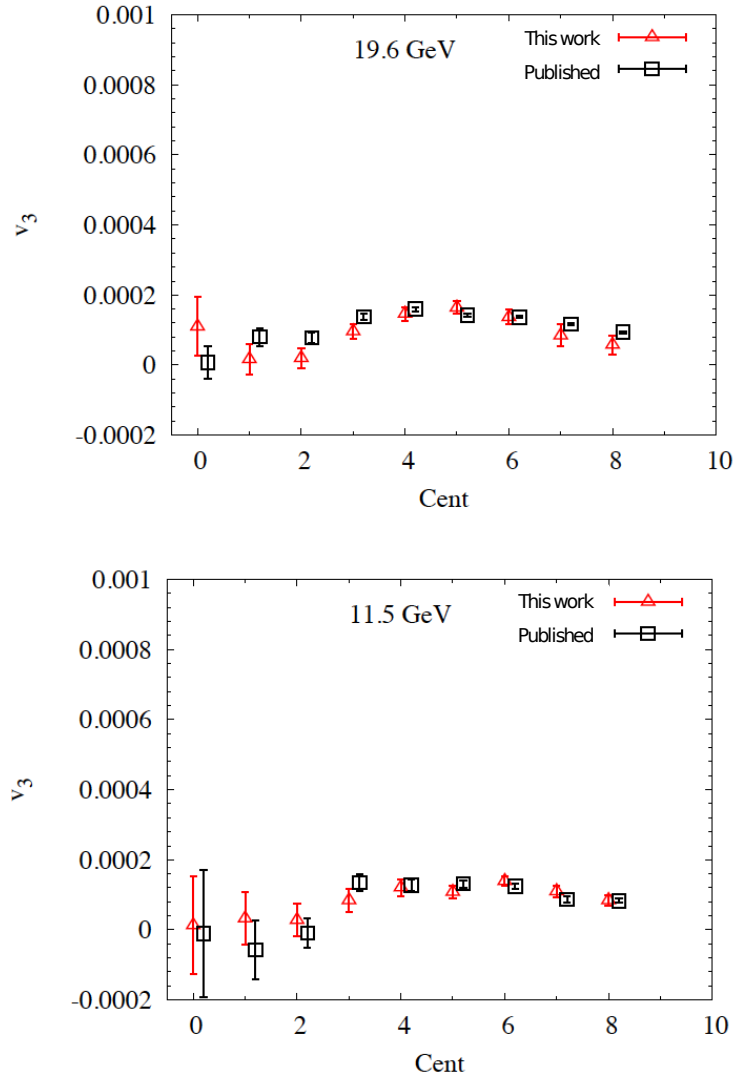 0.001
19.6 GeV
This work
Published
0.0008
0.0006
v3
0.0004
0.0002
0
-0.0002
0 2 4 6 8 10
Cent
0.001
11.5 GeV
This work
Published
0.0008
0.0006
v3
0.0004
0.0002
0
-0.0002
0 2 4 6 8 10
Cent